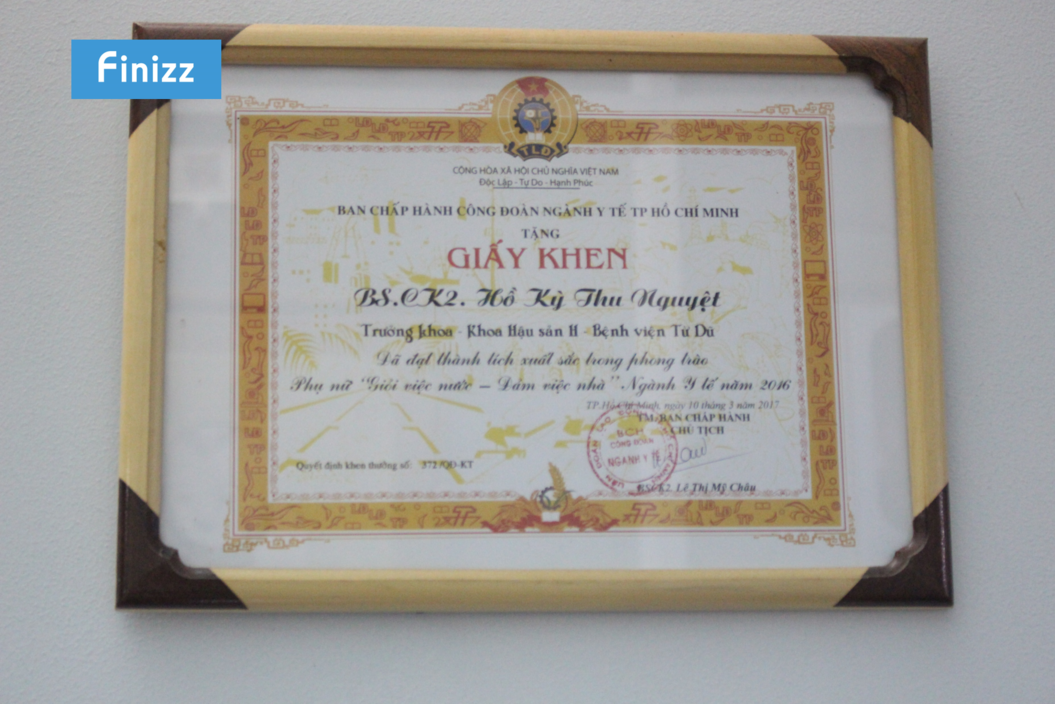 Finizz
TLĐ
CỘNG HÒA XÃ HỘI CHỦ NGHĨA VIỆT NAM
Độc Lập - Tự Do - Hạnh Phúc
BAN CHẤP HÀNH CÔNG ĐOÀN NGÀNH Y TẾ TP HỒ CHÍ MINH
TẶNG
GIẤY KHEN
BS.CK2. Hồ Kỳ Thu Nguyệt
Trưởng khoa - Khoa Hậu sản H - Bệnh viện Từ Dũ
Đã đạt thành tích xuất sắc trong phong trào
Phụ nữ "Giỏi việc nước – Đảm việc nhà" Ngành Y tế năm 2016
TP.Hồ Chí Minh, ngày 10 tháng 3 năm 2017
TM. BAN CHẤP HÀNH
CHỦ TỊCH
B.C.H
CÔNG ĐOÀN
NGÀNH Y TẾ
Quyết định khen thưởng số: 372/QĐ-KT
BS.CK2. Lê Thị Mỹ Châu